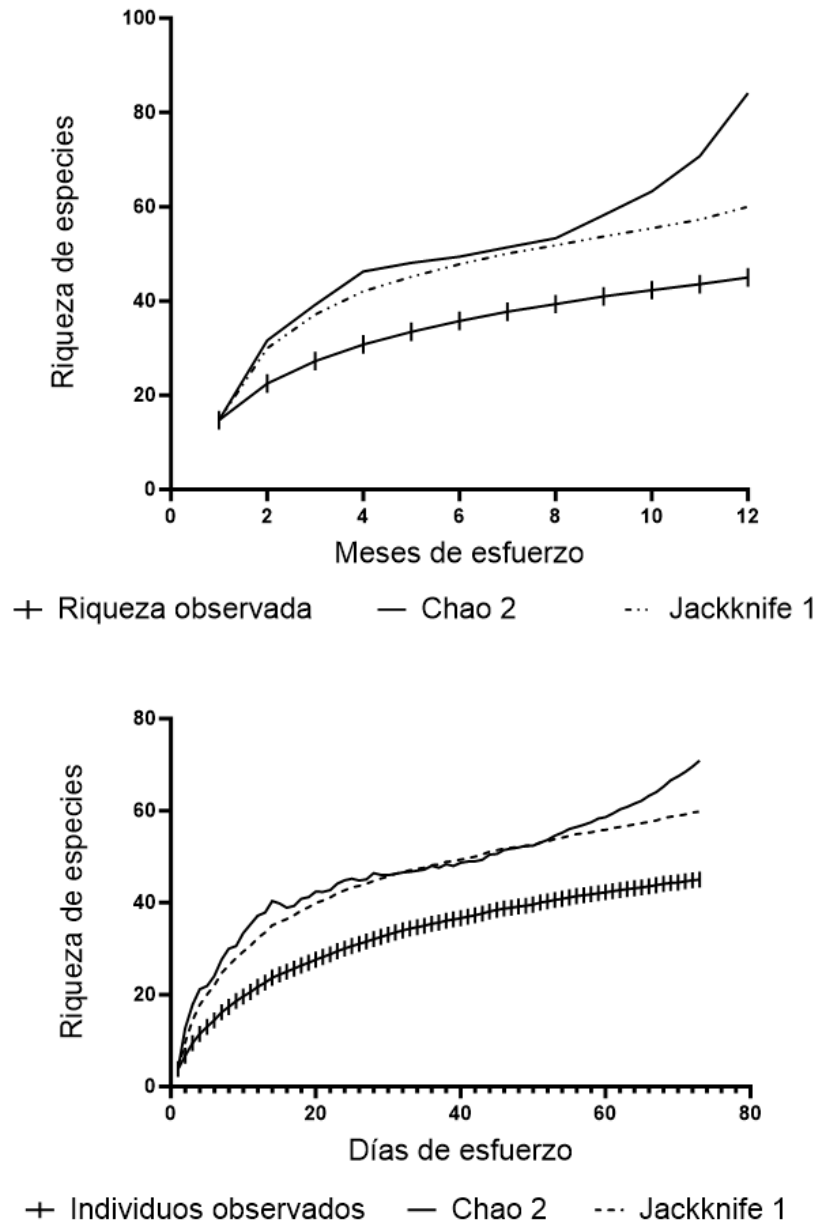 100
80
60
40
20
0
Riqueza de especies
0 2 4 6 8 10 12
Meses de esfuerzo
Riqueza observada Chao 2 Jackknife 1
80
60
40
20
0
Riqueza de especies
0 20 40 60 80
Días de esfuerzo
Individuos observados Chao 2 Jackknife 1